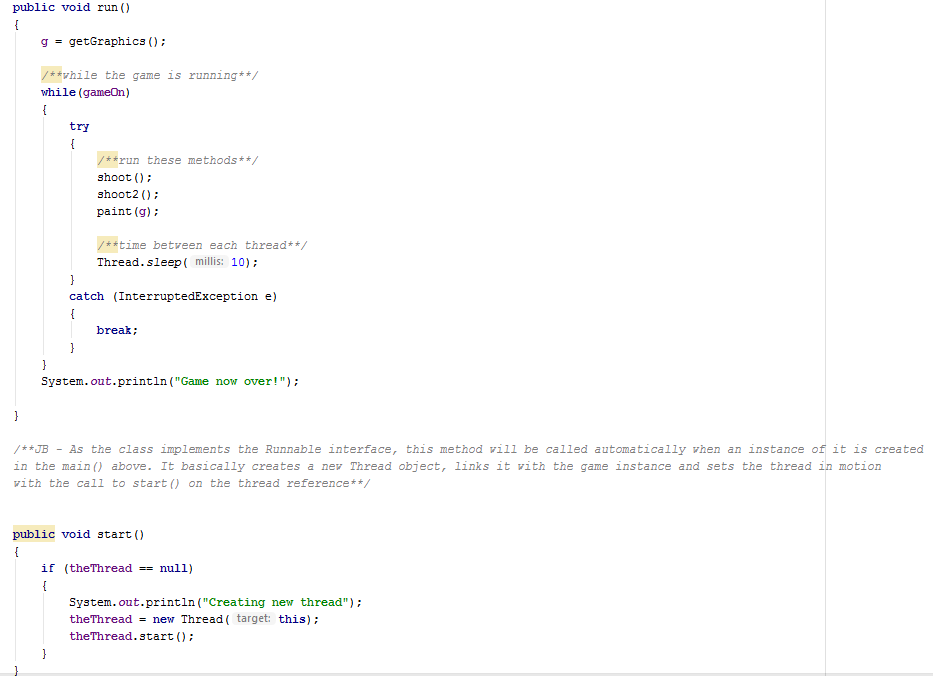 public void run()
{
g = getGraphics();
/**while the game is running**/
while(gameOn)
{
try
{
/**run these methods**/
shoot();
shoot2();
paint(g);
/**time between each thread**/
Thread.sleep( millis: 10);
}
catch (InterruptedException e)
{
break;
}
}
System.out.println("Game now over!");
}
/**JB - As the class implements the Runnable interface, this method will be called automatically when an instance of it is created
in the main() above. It basically creates a new Thread object, links it with the game instance and sets the thread in motion
with the call to start() on the thread reference**/
public void start()
{
if (theThread == null)
{
System.out.println("Creating new thread");
theThread = new Thread( target: this);
theThread.start();
}
}